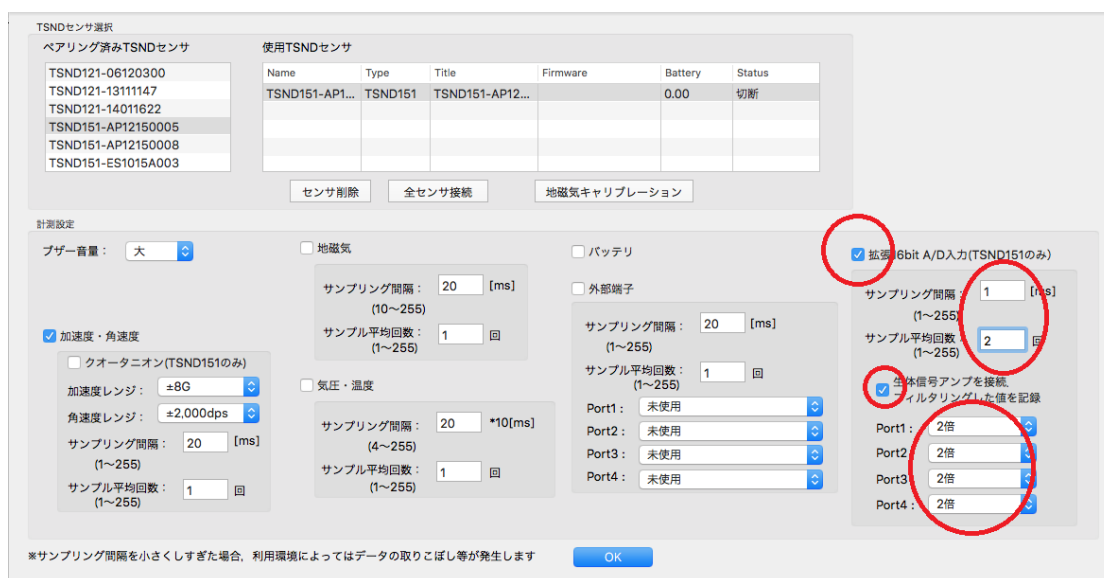 TSNDセンサ選択
ペアリング済みTSNDセンサ
TSND121-06120300
TSND121-13111147
TSND121-14011622
TSND151-AP12150005
TSND151-AP12150008
TSND151-ES1015A003
使用TSNDセンサ
Name Type Title Firmware Battery Status
TSND151-AP1... TSND151 TSND151-AP12... 0.00 切断
センサ削除 全センサ接続 地磁気キャリブレーション
計測設定
ブザー音量： 大
加速度・角速度
クオータニオン(TSND151のみ)
加速度レンジ： ±8G
角速度レンジ： ±2,000dps
サンプリング間隔： 20 [ms]
(1〜255)
サンプル平均回数： 1 回
(1〜255)
地磁気
サンプリング間隔： 20 [ms]
(10〜255)
サンプル平均回数： 1 回
(1〜255)
気圧・温度
サンプリング間隔： 20 *10[ms]
(4〜255)
サンプル平均回数： 1 回
(1〜255)
バッテリ
外部端子
サンプリング間隔： 20 [ms]
(1〜255)
サンプル平均回数： 1 回
(1〜255)
Port1： 未使用
Port2： 未使用
Port3： 未使用
Port4： 未使用
拡張16bit A/D入力(TSND151のみ)
サンプリング間隔： 1 [ms]
(1〜255)
サンプル平均回数： 2 回
(1〜255)
生体信号アンプを接続,
フィルタリングした値を記録
Port1： 2倍
Port2： 2倍
Port3： 2倍
Port4： 2倍
※サンプリング間隔を小さくしすぎた場合, 利用環境によってはデータの取りこぼし等が発生します
OK